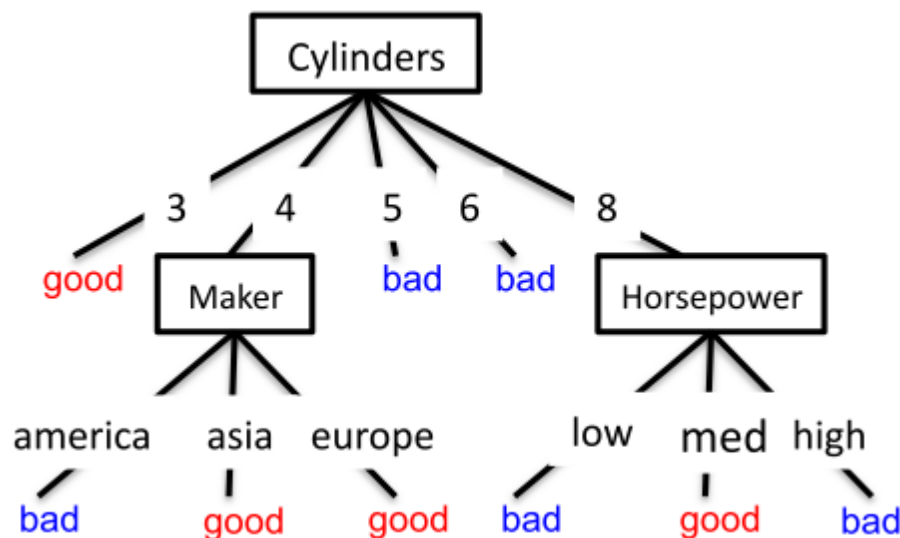 Cylinders
3 4 5 6 8
good Maker bad bad Horsepower
america asia europe low med high
bad good good bad good bad